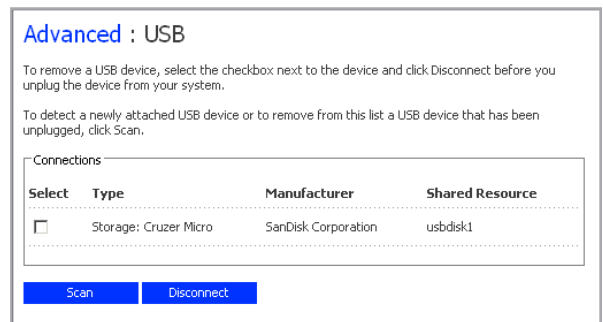 Advanced : USB
To remove a USB device, select the checkbox next to the device and click Disconnect before you
unplug the device from your system.
To detect a newly attached USB device or to remove from this list a USB device that has been
unplugged, click Scan.
Connections
Select Type Manufacturer Shared Resource
Storage: Cruzer Micro SanDisk Corporation usbdisk1
Scan Disconnect